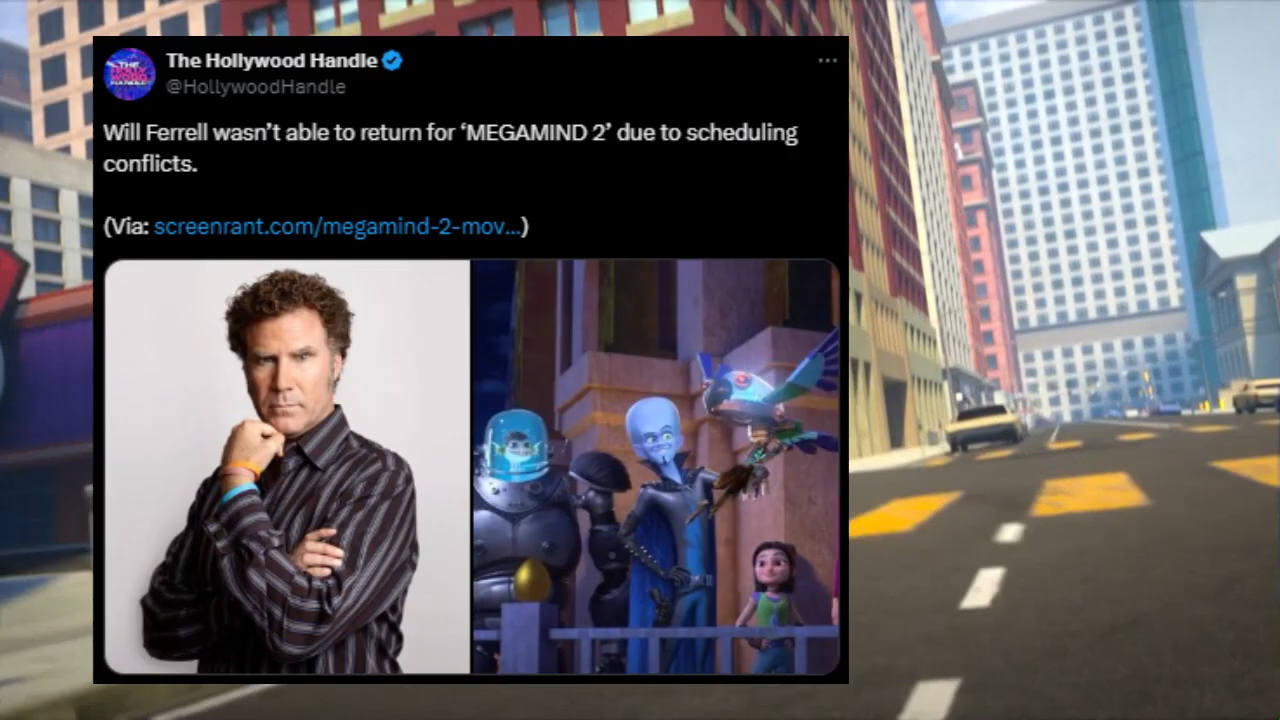 The Hollywood Handle
@HollywoodHandle
Will Ferrell wasn’t able to return for ‘MEGAMIND 2’ due to scheduling
conflicts.
(Via: screenrant.com/megamind-2-mov...)